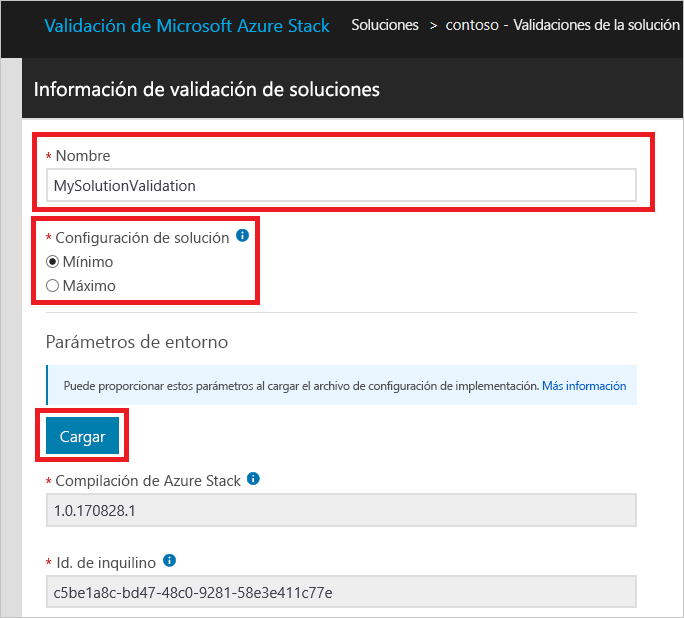 Validación de Microsoft Azure Stack Soluciones > contoso - Validaciones de la solución
Información de validación de soluciones
* Nombre
MySolutionValidation
* Configuración de solución
Mínimo
Máximo
Parámetros de entorno
Puede proporcionar estos parámetros al cargar el archivo de configuración de implementación. Más información
Cargar
* Compilación de Azure Stack
1.0.170828.1
* Id. de inquilino
c5be1a8c-bd47-48c0-9281-58e3e411c77e